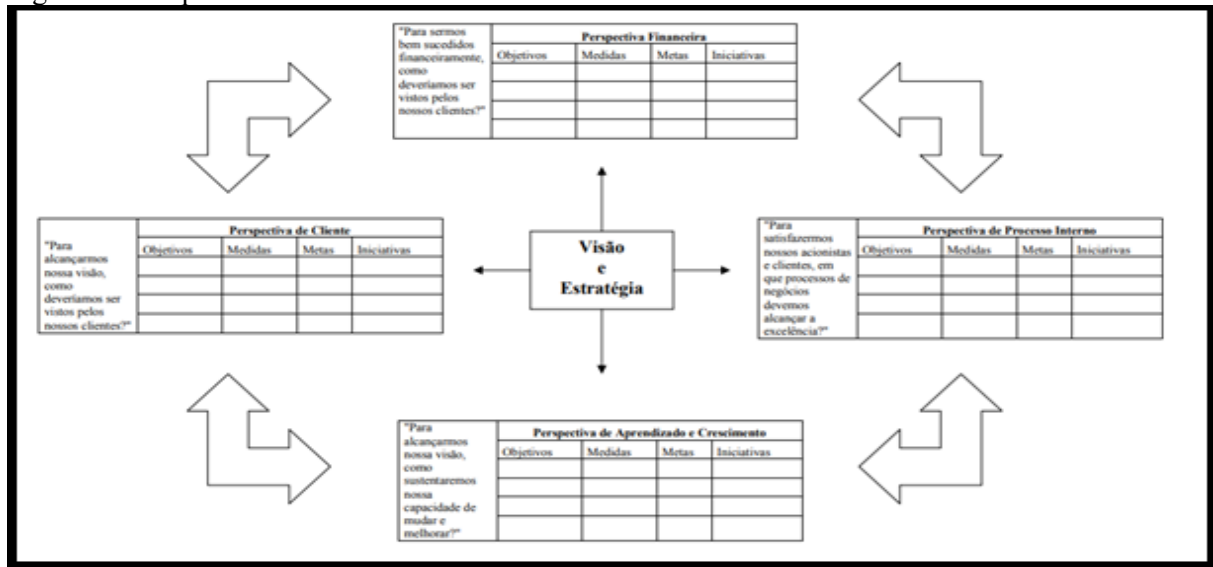 "Para sermos
bem sucedidos
financeiramente,
como
deveríamos ser
vistos pelos
nossos clientes?"
Perspectiva Financeira
Objetivos Medidas Metas Iniciativas
"Para
alcançarmos
nossa visão,
como
deveríamos ser
vistos pelos
nossos clientes?"
Perspectiva de Cliente
Objetivos Medidas Metas Iniciativas
Visão
e
Estratégia
"Para
satisfazermos
nossos acionistas
e clientes, em
que processos de
negócios
devemos
alcançar a
excelência?"
Perspectiva de Processo Interno
Objetivos Medidas Metas Iniciativas
"Para
alcançarmos
nossa visão,
como
sustentaremos
nossa
capacidade de
mudar e
melhorar?"
Perspectiva de Aprendizado e Crescimento
Objetivos Medidas Metas Iniciativas